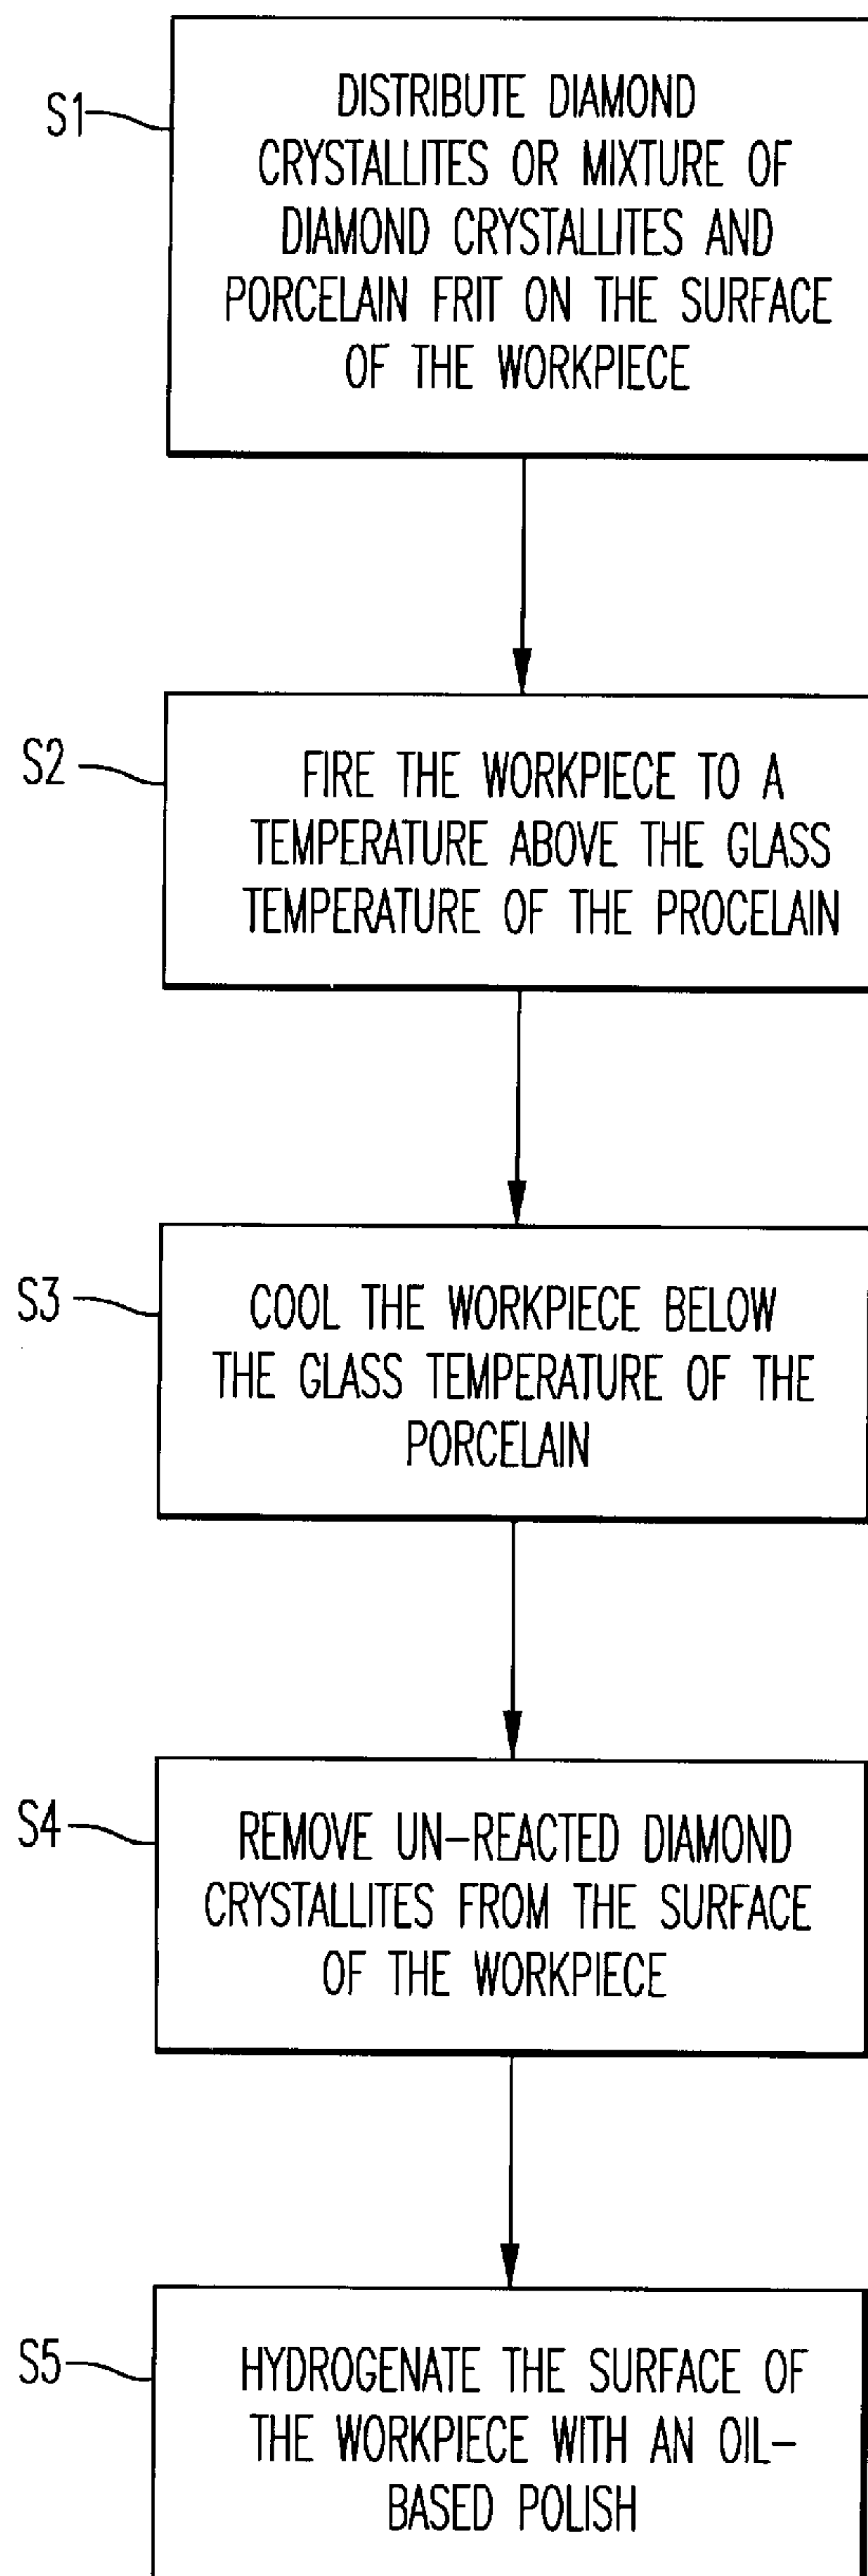 S1
DISTRIBUTE DIAMOND
CRYSTALLITES OR MIXTURE OF
DIAMOND CRYSTALLITES AND
PORCELAIN FRIT ON THE SURFACE
OF THE WORKPIECE
S2
FIRE THE WORKPIECE TO A
TEMPERATURE ABOVE THE GLASS
TEMPERATURE OF THE PROCELAIN
S3
COOL THE WORKPIECE BELOW
THE GLASS TEMPERATURE OF THE
PORCELAIN
S4
REMOVE UN-REACTED DIAMOND
CRYSTALLITES FROM THE SURFACE
OF THE WORKPIECE
S5
HYDROGENATE THE SURFACE OF
THE WORKPIECE WITH AN OIL-
BASED POLISH